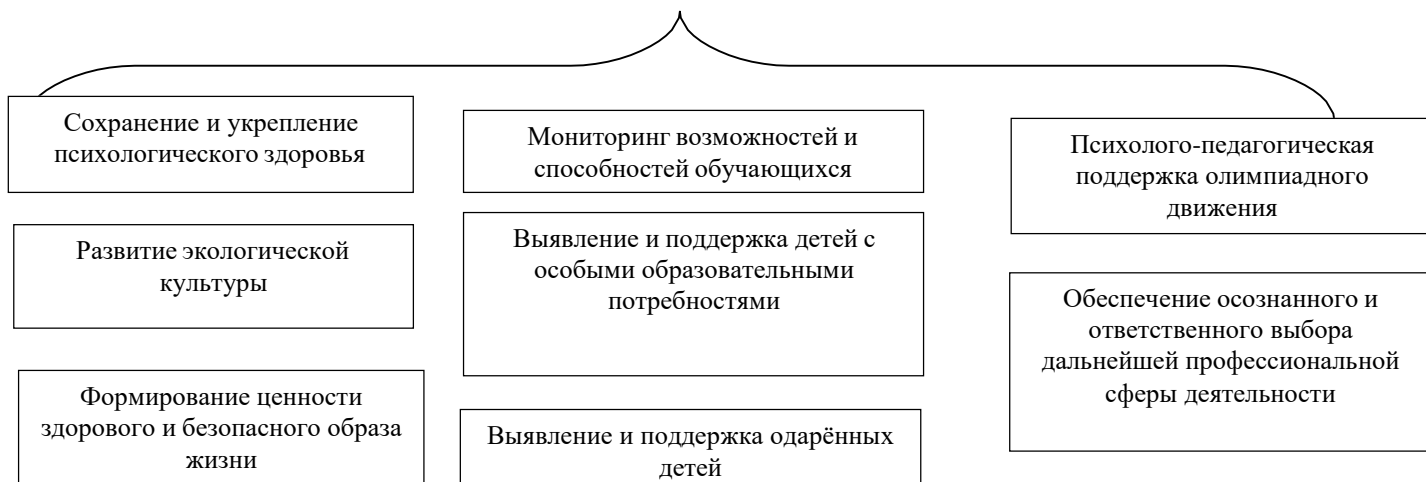 Сохранение и укрепление
психологического здоровья
Развитие экологической
культуры
Формирование ценности
здорового и безопасного образа
жизни
Мониторинг возможностей и
способностей обучающихся
Выявление и поддержка детей с
особыми образовательными
потребностями
Выявление и поддержка одарённых
детей
Психолого-педагогическая
поддержка олимпиадного
движения
Обеспечение осознанного и
ответственного выбора
дальнейшей профессиональной
сферы деятельности